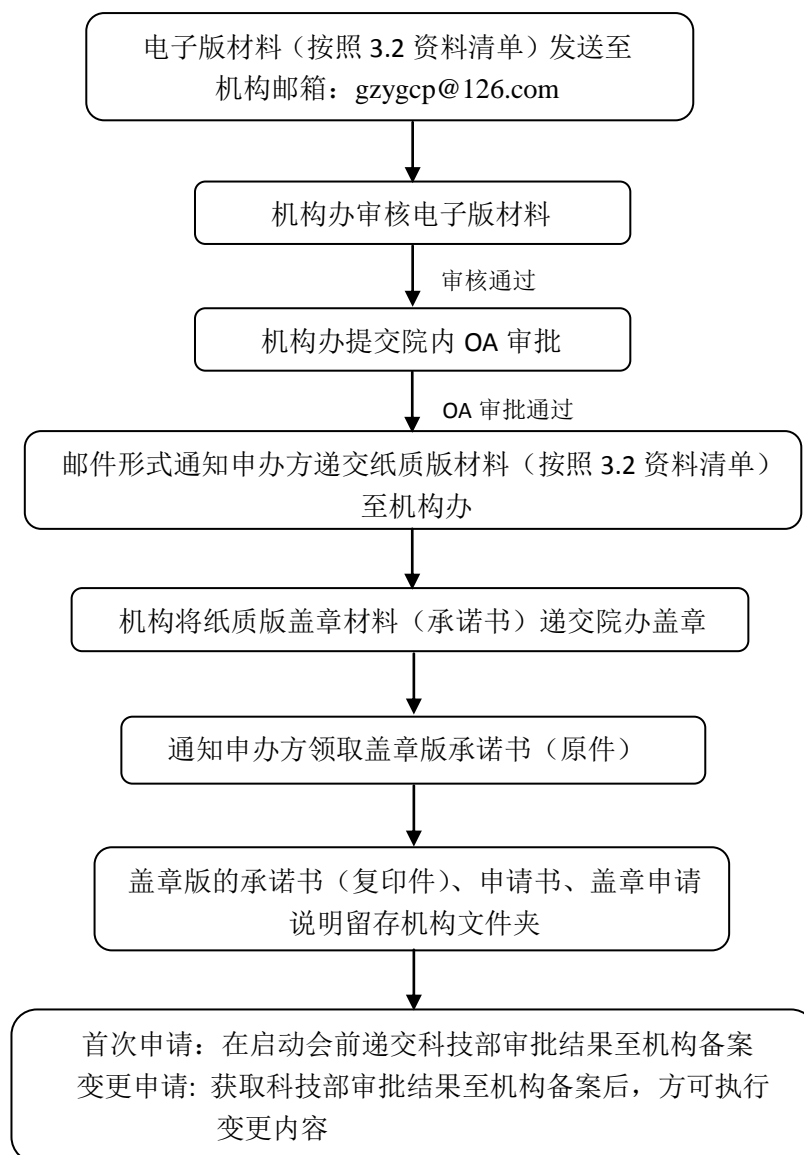 电子版材料（按照 3.2 资料清单）发送至
机构邮箱：gzygcp@126.com
机构办审核电子版材料
审核通过
机构办提交院内 OA 审批
OA 审批通过
邮件形式通知申办方递交纸质版材料（按照 3.2 资料清单）
至机构办
机构将纸质版盖章材料（承诺书）递交院办盖章
通知申办方领取盖章版承诺书（原件）
盖章版的承诺书（复印件）、申请书、盖章申请
说明留存机构文件夹
首次申请：在启动会前递交科技部审批结果至机构备案
变更申请: 获取科技部审批结果至机构备案后，方可执行
变更内容